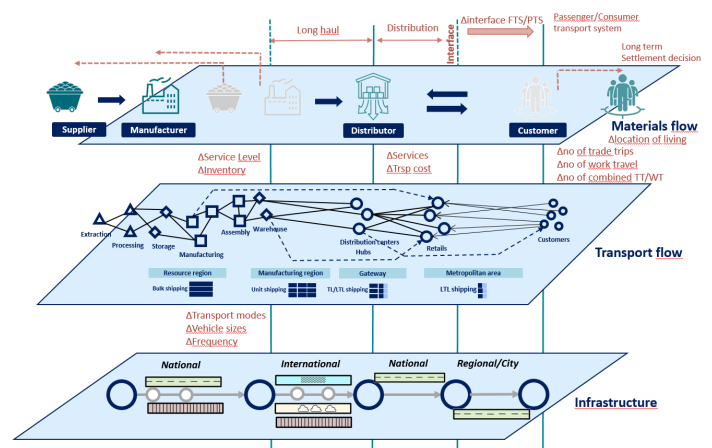 Long haul
Distribution
Interface
Δinterface FTS/PTS
Passenger/Consumer
transport system
Long term
Settlement decision
Supplier
Manufacturer
Distributor
Customer
Materials flow
Δlocation of living
Δno of trade trips
Δno of work travel
Δno of combined TT/WT
ΔService Level
ΔInventory
ΔServices
ΔTrsp cost
Extraction
Processing
Storage
Manufacturing
Assembly
Warehouse
Distribution centers
Hubs
Retails
Customers
Transport flow
Resource region
Manufacturing region
Gateway
Metropolitan area
Bulk shipping
Unit shipping
TL/LTL shipping
LTL shipping
ΔTransport modes
ΔVehicle sizes
ΔFrequency
National
International
National
Regional/City
Infrastructure